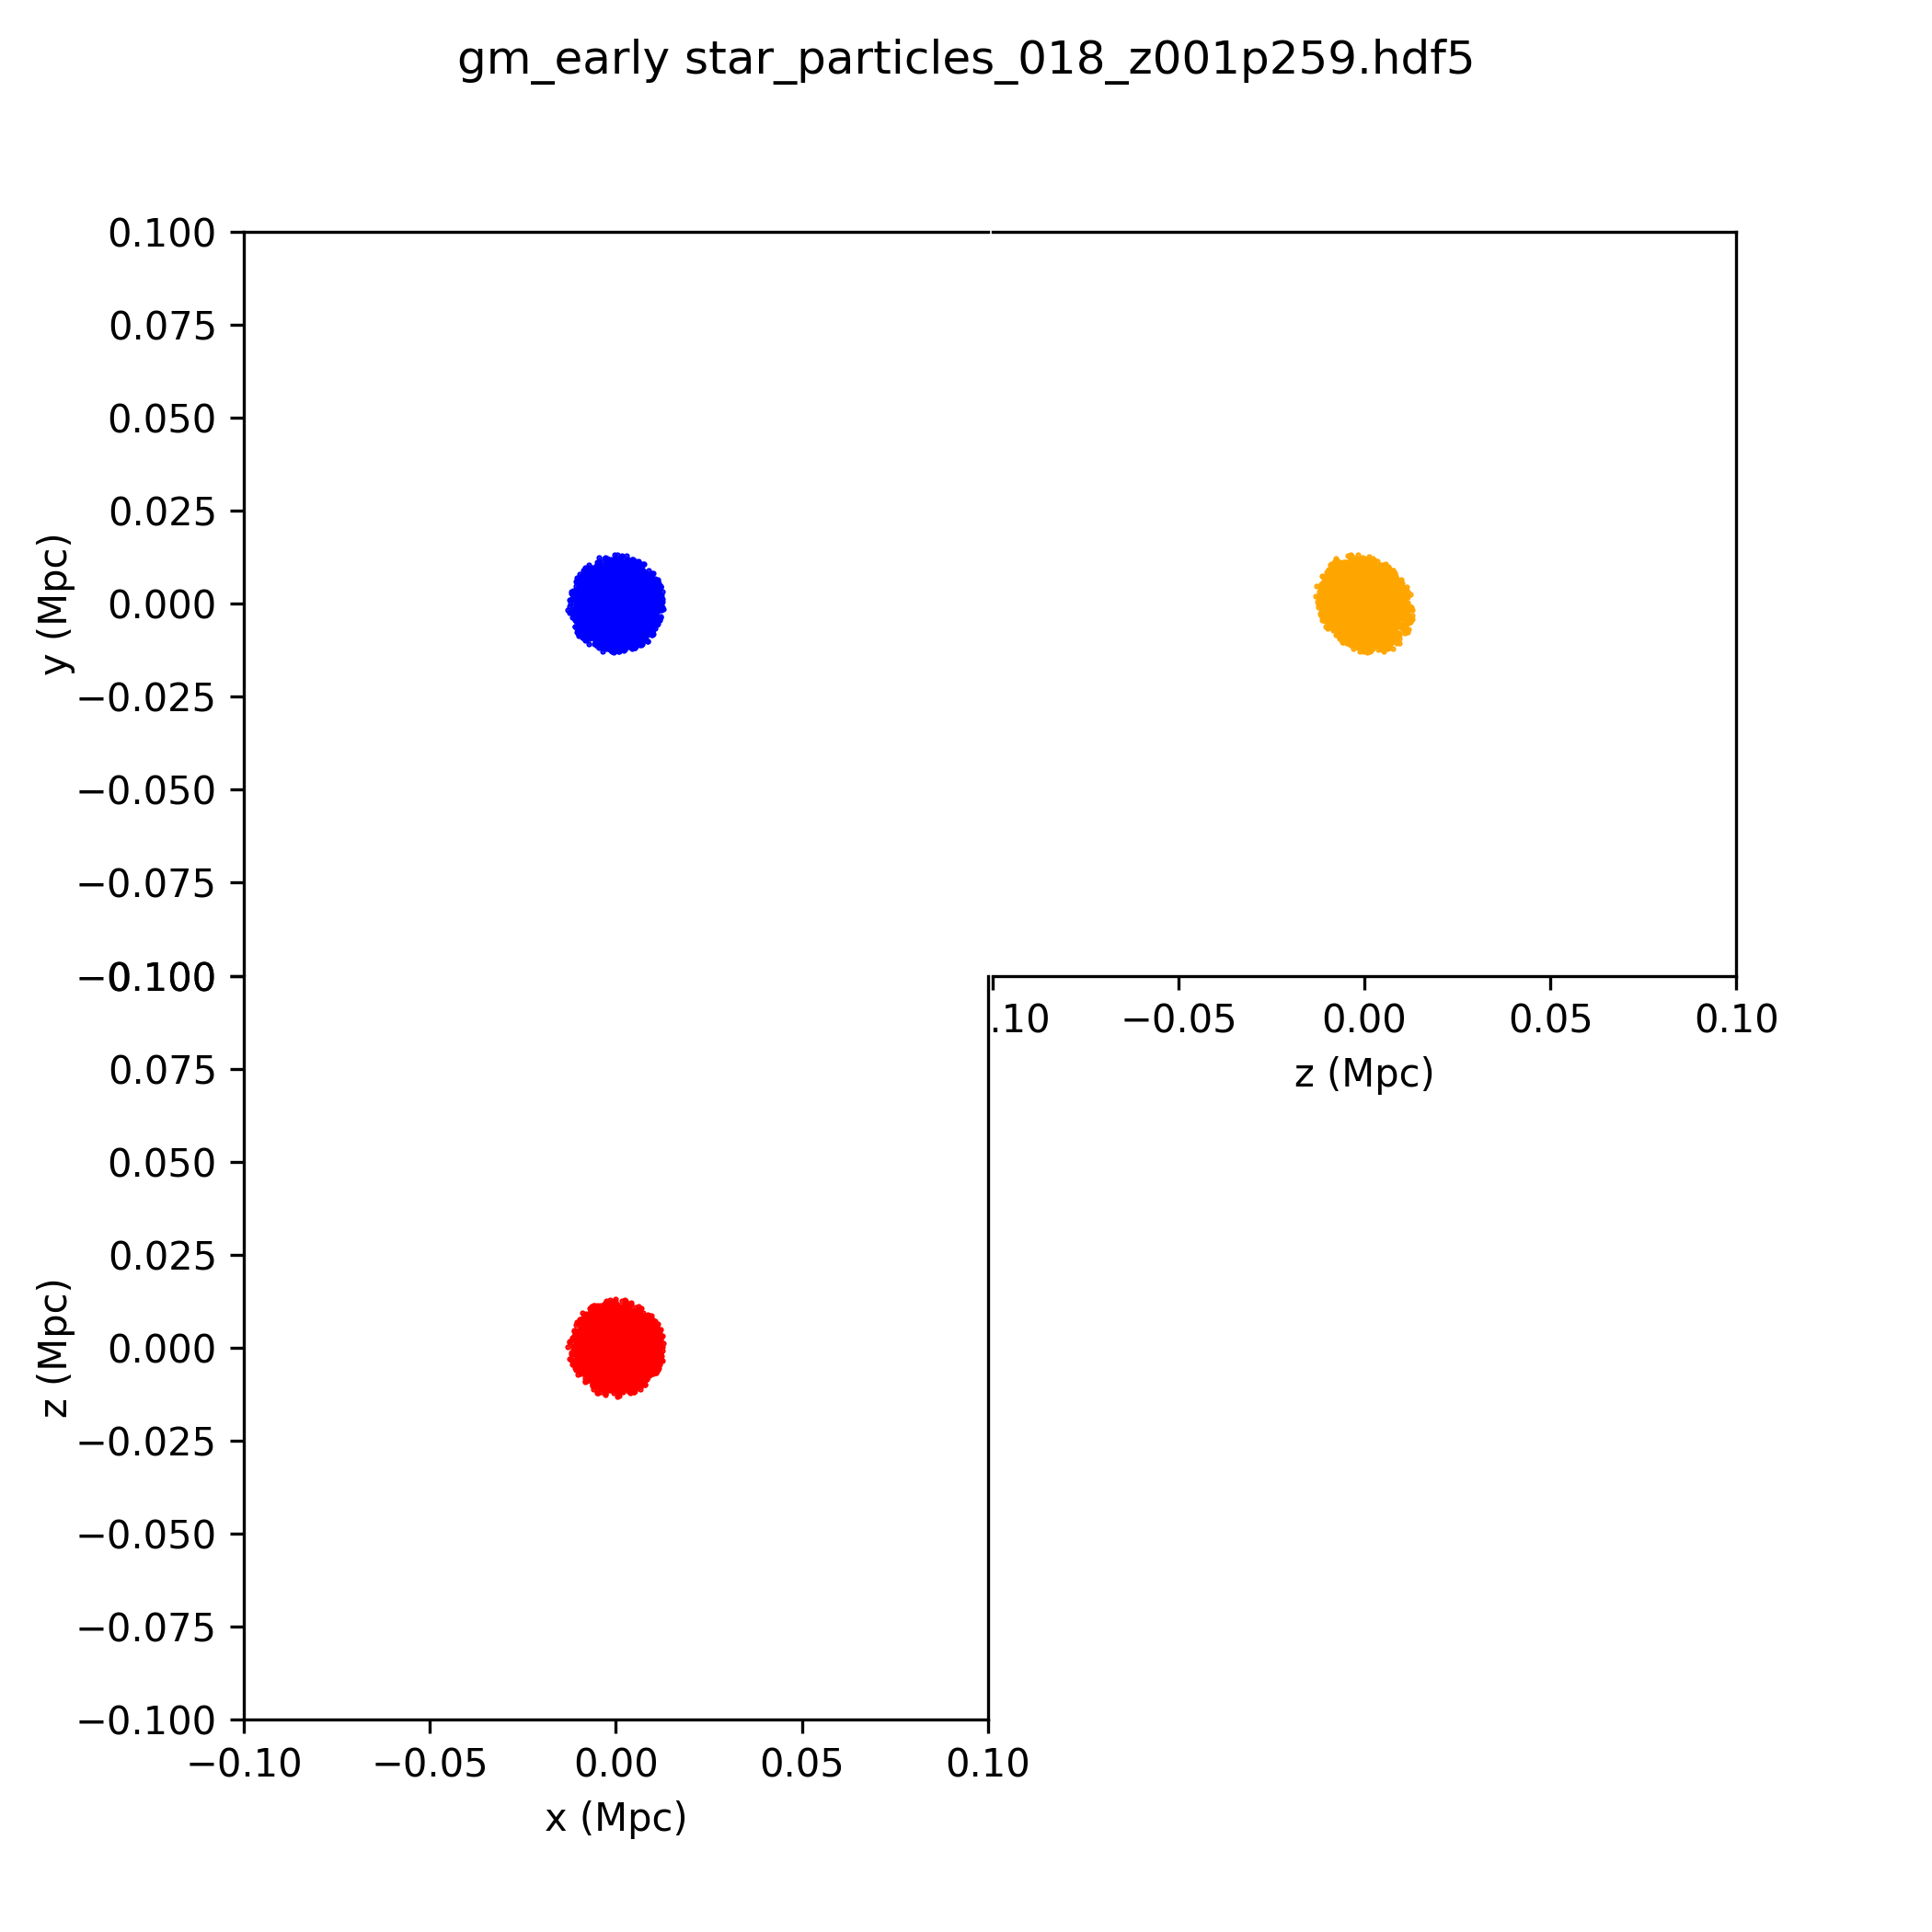 gm_early star_particles_018_z001p259.hdf5
0.100
0.075
0.050
0.025
0.000
−0.025
−0.050
−0.075
−0.100
y (Mpc)
.10 −0.05 0.00 0.05 0.10
z (Mpc)
0.075
0.050
0.025
0.000
−0.025
−0.050
−0.075
−0.100
z (Mpc)
−0.10 −0.05 0.00 0.05 0.10
x (Mpc)